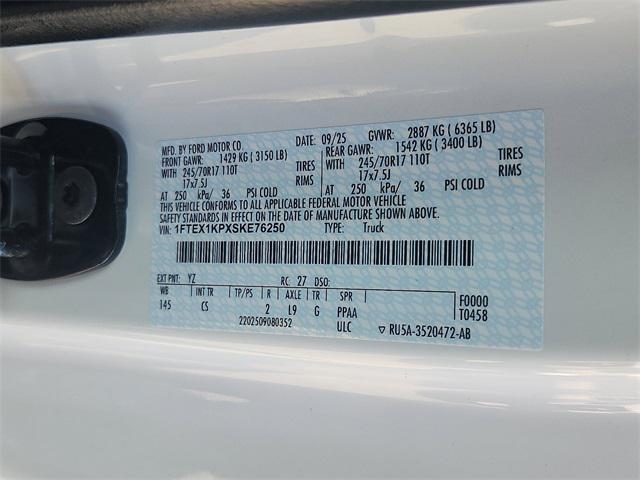 MFD. BY FORD MOTOR CO. 09/25 GVWR: 2887 KG ( 6365 LB)
FRONT GAWR: 1429 KG ( 3150 LB) REAR GAWR: 1542 KG ( 3400 LB)
WITH 245/70R17 110T TIRES WITH 245/70R17 110T TIRES
17x7.5J RIMS 17x7.5J RIMS
AT 250 kPa/ 36 PSI COLD AT 250 kPa/ 36 PSI COLD
THIS VEHICLE CONFORMS TO ALL APPLICABLE FEDERAL MOTOR VEHICLE
SAFETY STANDARDS IN EFFECT ON THE DATE OF MANUFACTURE SHOWN ABOVE.
VIN: 1FTEX1KPXSKE76250 TYPE: Truck
EXT PNT: YZ RC: 27 DSO:
WB INT TR TP/PS R AXLE TR SPR F0000
145 CS 2 L9 G PPAA T0458
2202509080352 ULC ▽ RU5A-3520472-AB